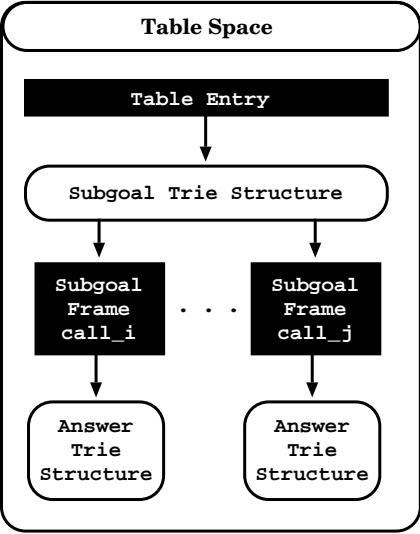 Table Space
Table Entry
Subgoal Trie Structure
Subgoal
Frame
call_i
. . .
Subgoal
Frame
call_j
Answer
Trie
Structure
Answer
Trie
Structure